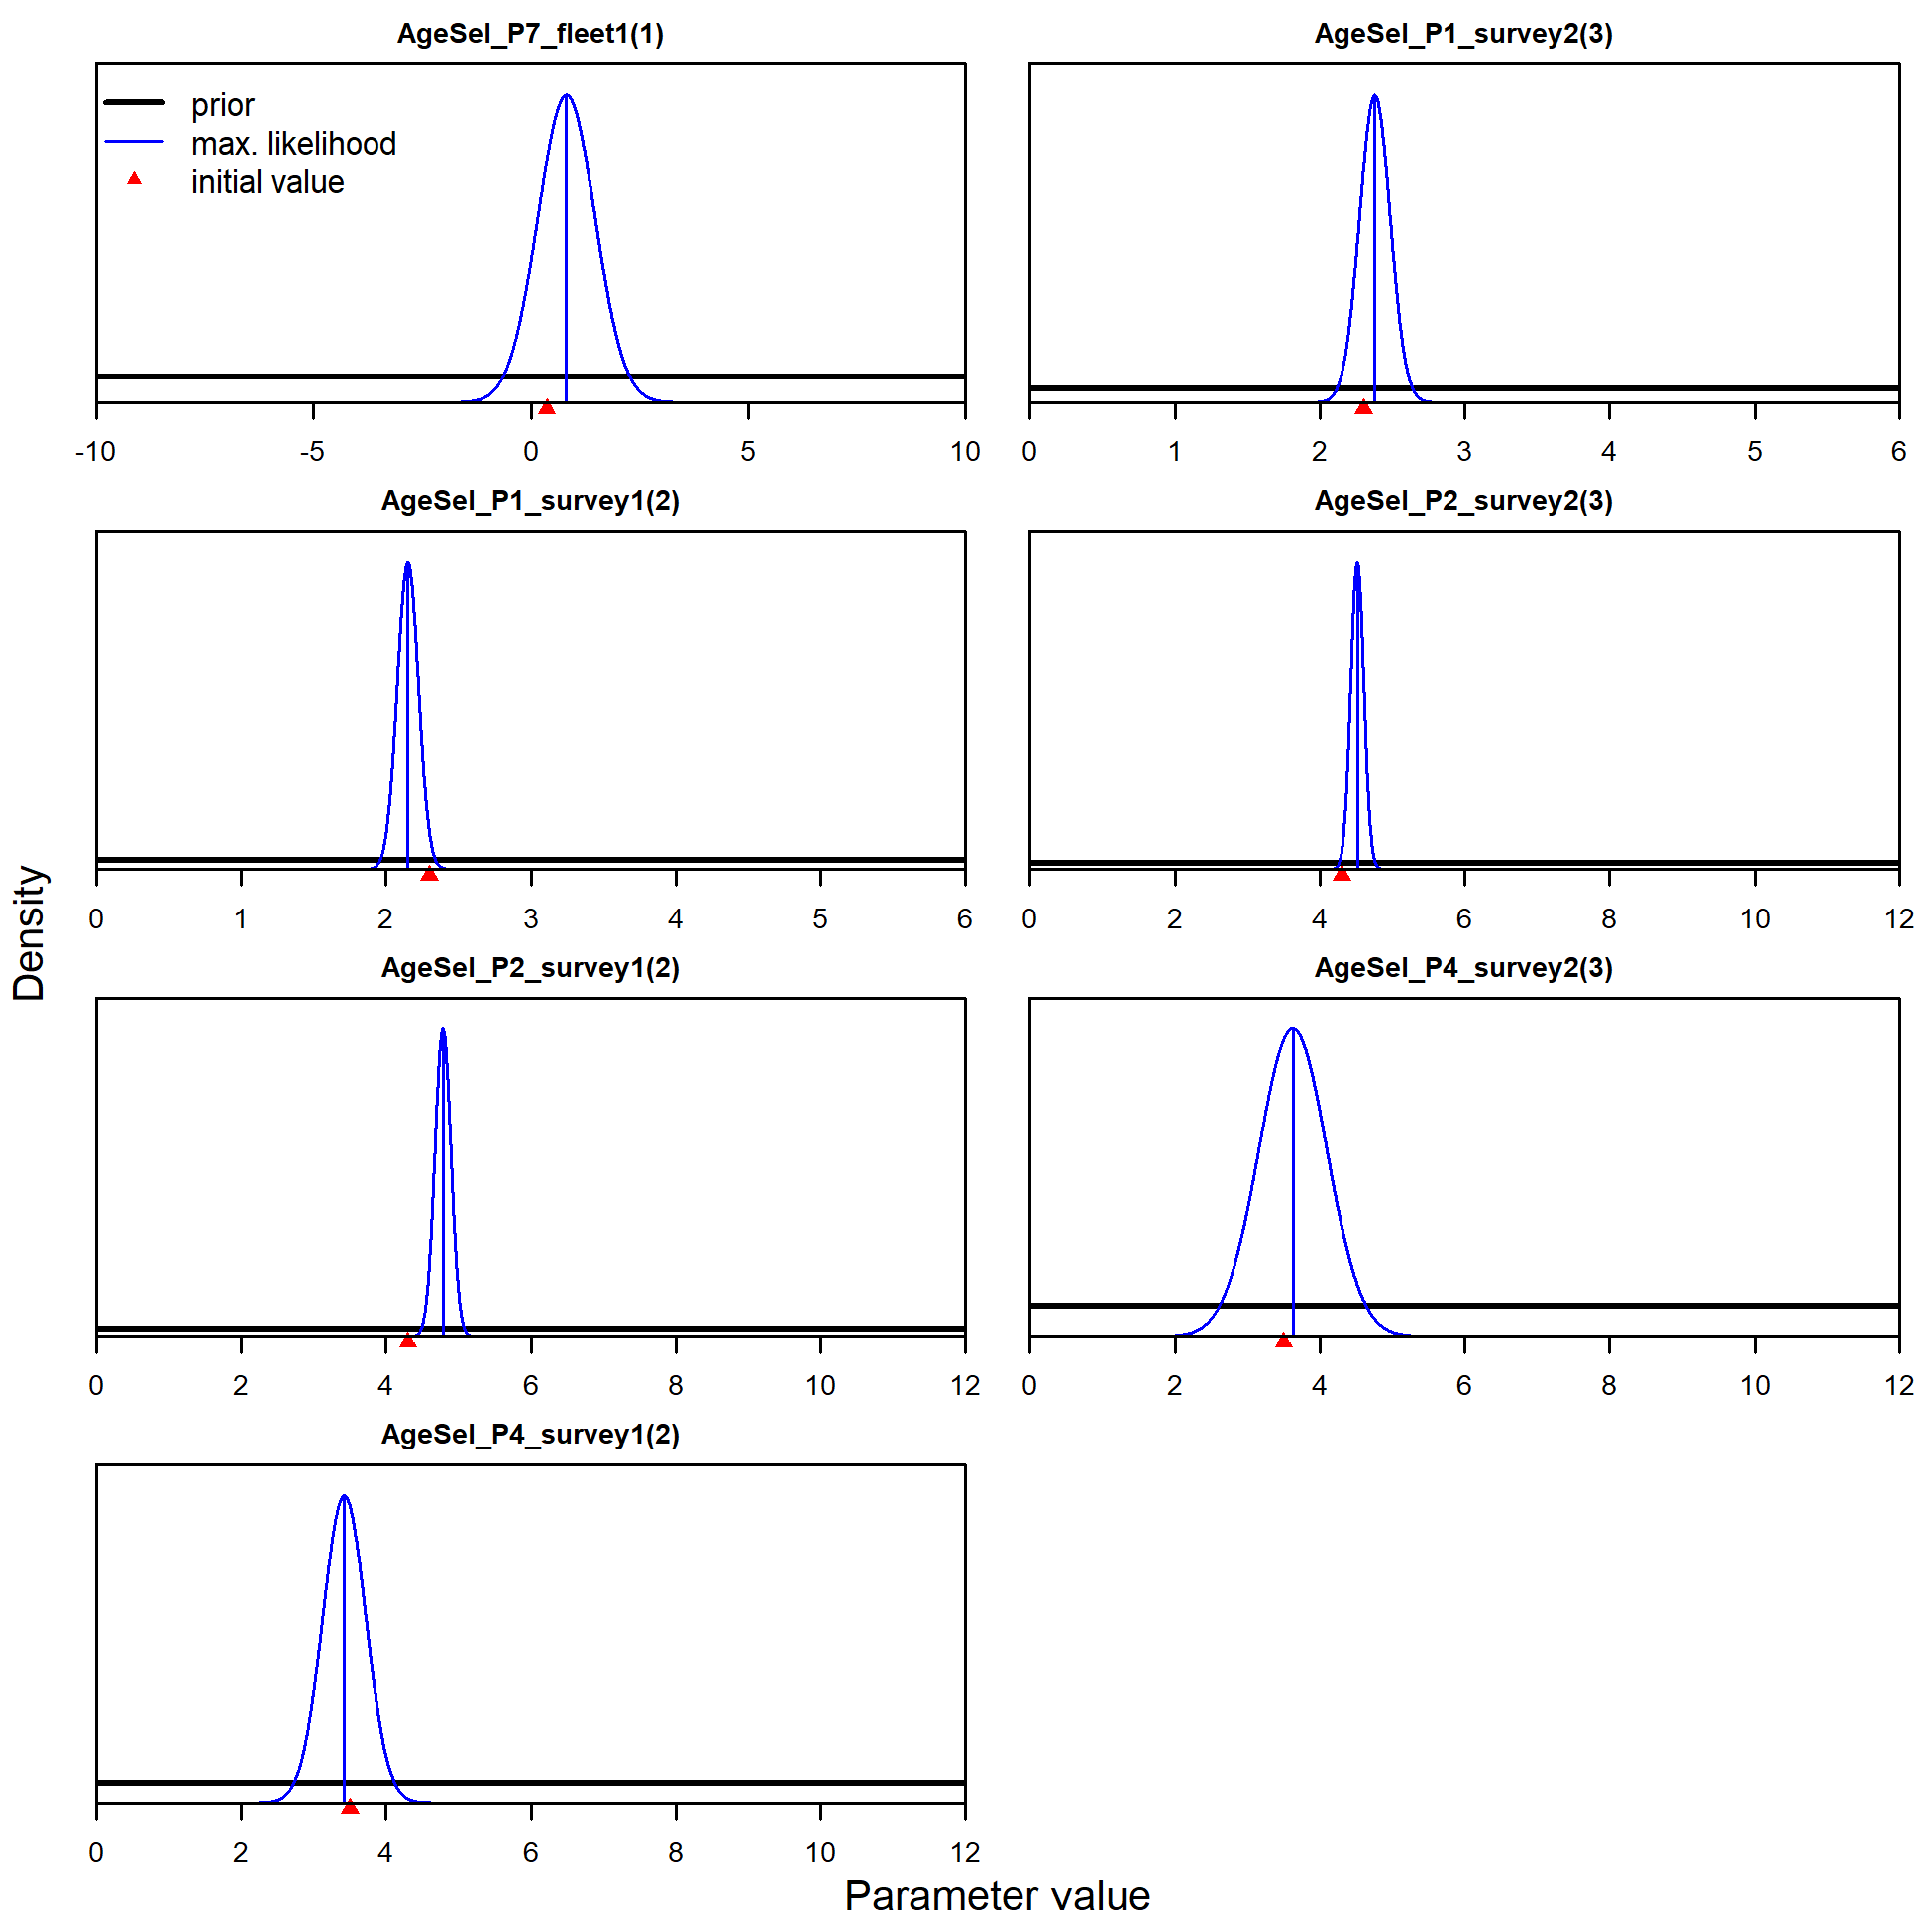 AgeSel_P7_fleet1(1)
prior
max. likelihood
initial value
-10 -5 0 5 10
AgeSel_P1_survey2(3)
0 1 2 3 4 5 6
AgeSel_P1_survey1(2)
0 1 2 3 4 5 6
AgeSel_P2_survey2(3)
0 2 4 6 8 10 12
AgeSel_P2_survey1(2)
0 2 4 6 8 10 12
AgeSel_P4_survey2(3)
0 2 4 6 8 10 12
AgeSel_P4_survey1(2)
0 2 4 6 8 10 12
Density
Parameter value